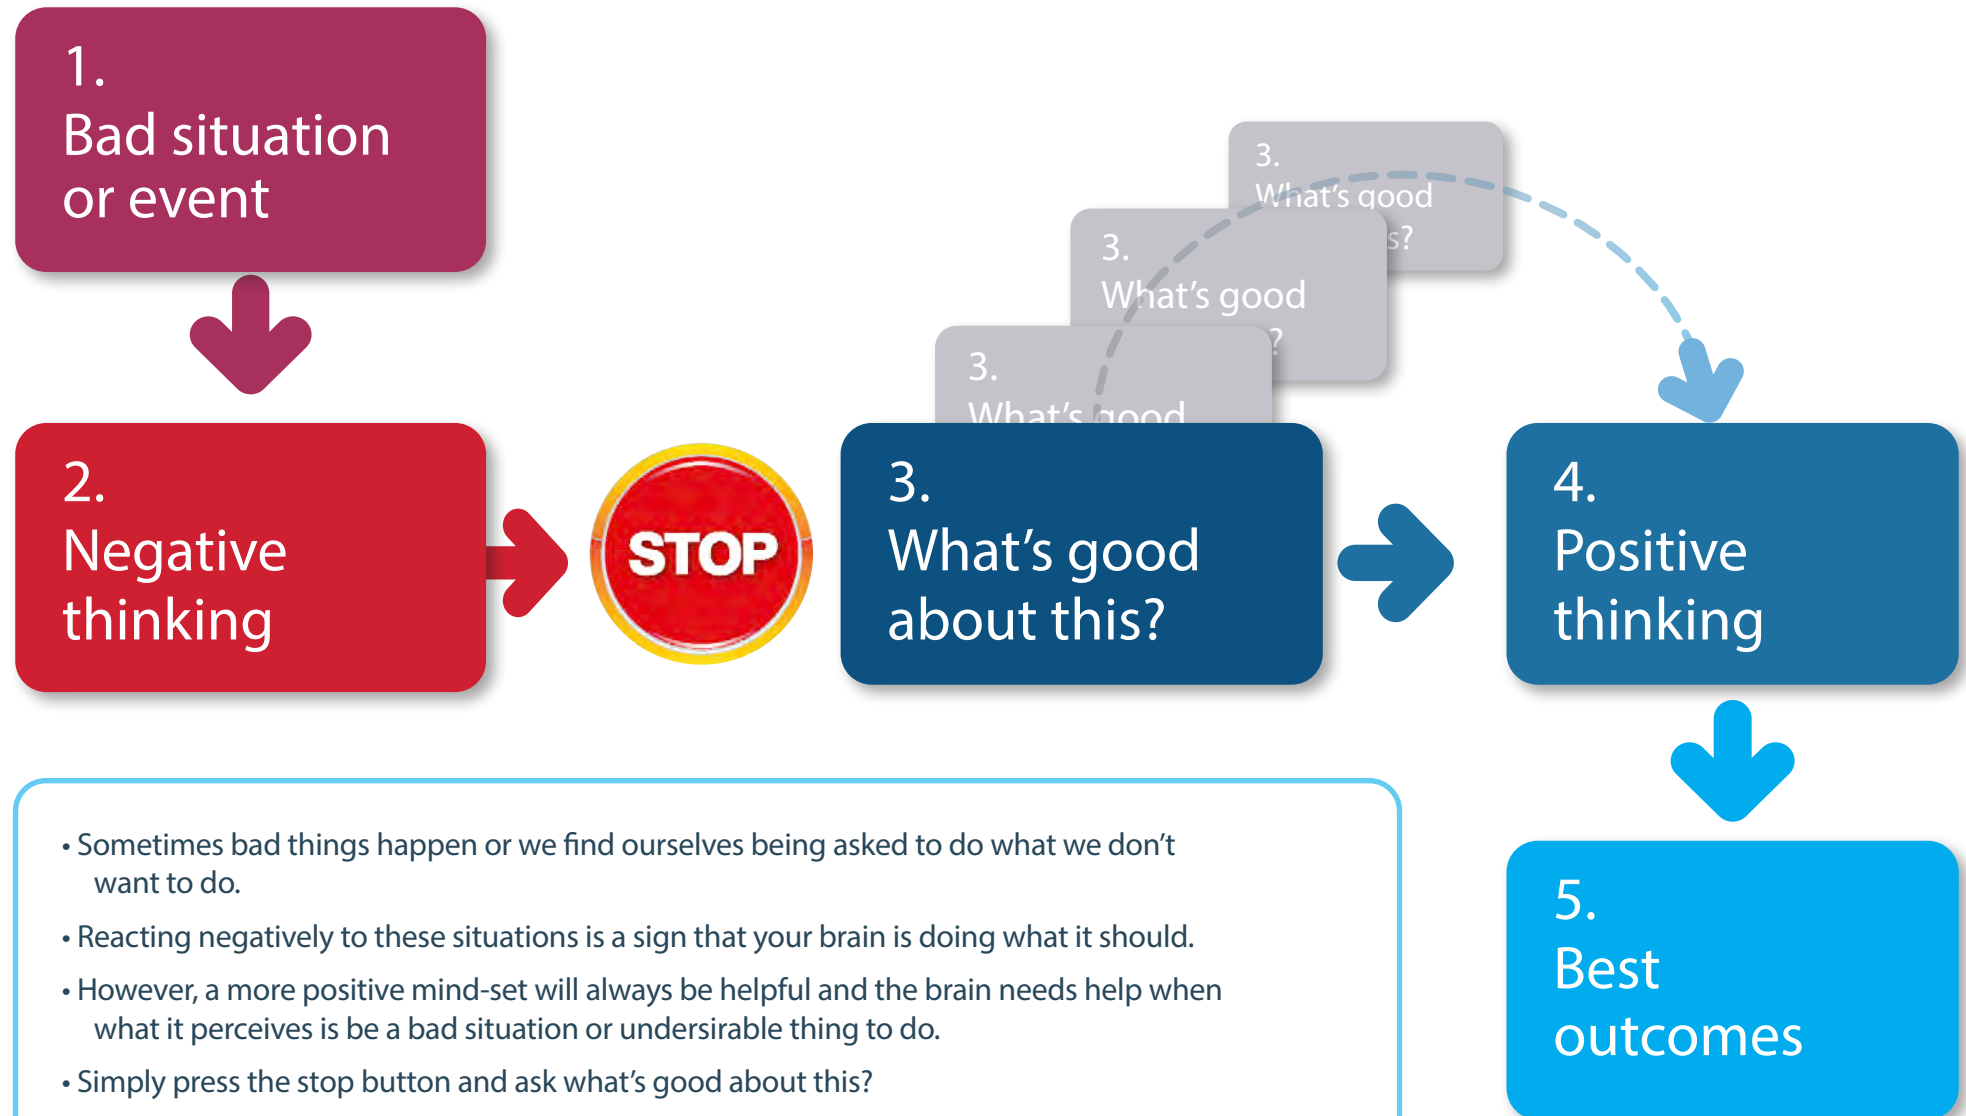 1.
Bad situation
or event
2.
Negative
thinking
STOP
3.
What's good
s?
3.
What's good
?
3.
What's good
3.
What's good
about this?
4.
Positive
thinking
5.
Best
outcomes
• Sometimes bad things happen or we find ourselves being asked to do what we don't
want to do.
• Reacting negatively to these situations is a sign that your brain is doing what it should.
• However, a more positive mind-set will always be helpful and the brain needs help when
what it perceives is be a bad situation or undersirable thing to do.
• Simply press the stop button and ask what's good about this?